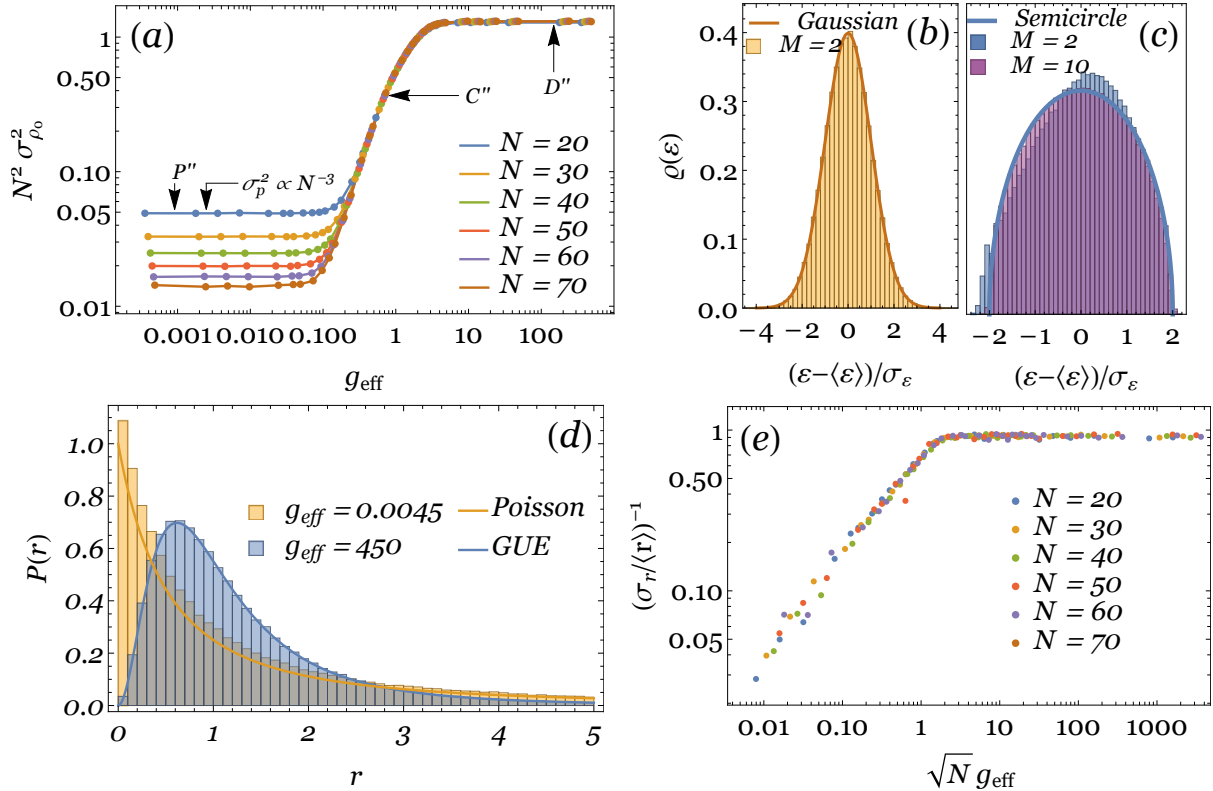 (a)
N² σ²ρ₀
1
0.50
0.10
0.05
0.01
P''
σ²p ∝ N⁻³
C''
D''
N = 20
N = 30
N = 40
N = 50
N = 60
N = 70
0.001 0.010 0.100 1 10 100
g_eff
(b)
Gaussian
M = 2
ϱ(ε)
0.4
0.3
0.2
0.1
0.0
-4 -2 0 2 4
(ε-⟨ε⟩)/σ_ε
(c)
Semicircle
M = 2
M = 10
-2 -1 0 1 2
(ε-⟨ε⟩)/σ_ε
(d)
P(r)
1.0
0.8
0.6
0.4
0.2
0.0
g_eff = 0.0045
g_eff = 450
Poisson
GUE
0 1 2 3 4 5
r
(e)
(σ_r/⟨r⟩)⁻¹
1
0.50
0.10
0.05
N = 20
N = 30
N = 40
N = 50
N = 60
N = 70
0.01 0.10 1 10 100 1000
√N g_eff